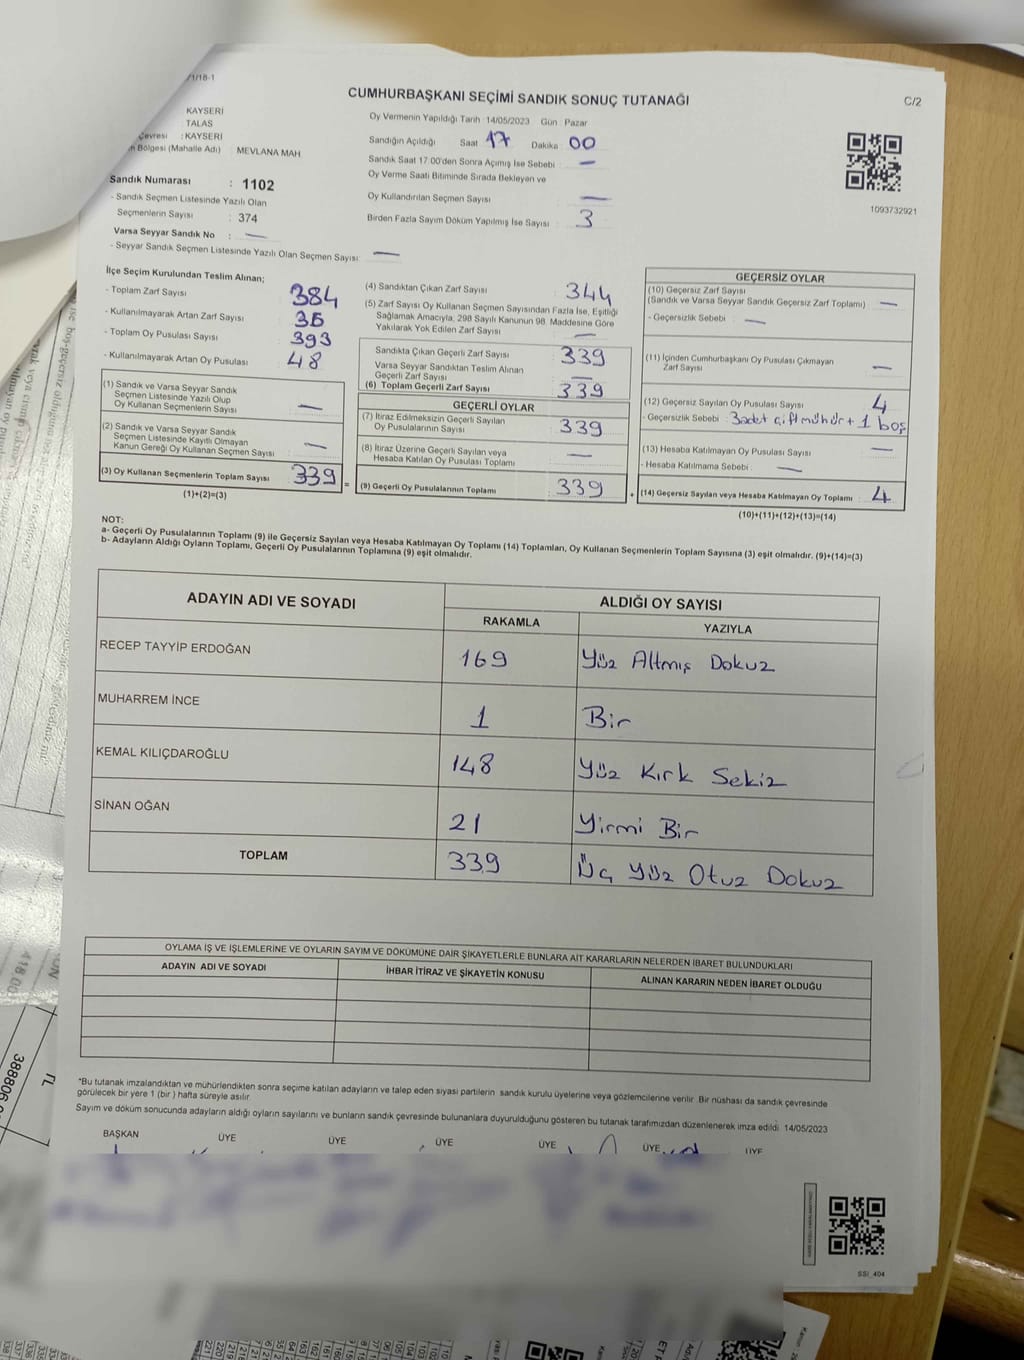 1/18-1
CUMHURBAŞKANI SEÇİMİ SANDIK SONUÇ TUTANAĞI
C/2
KAYSERİ
TALAS
Çevresi : KAYSERİ
Bölgesi (Mahalle Adı) : MEVLANA MAH
Sandık Numarası : 1102
- Sandık Seçmen Listesinde Yazılı Olan
Seçmenlerin Sayısı : 374
Varsa Seyyar Sandık No : —
- Seyyar Sandık Seçmen Listesinde Yazılı Olan Seçmen Sayısı: —
Oy Vermenin Yapıldığı Tarih : 14/05/2023 Gün : Pazar
Sandığın Açıldığı Saat : 17 Dakika : 00
Sandık Saat 17:00'den Sonra Açılmış İse Sebebi : —
Oy Verme Saati Bitiminde Sırada Bekleyen ve
Oy Kullandırılan Seçmen Sayısı : —
Birden Fazla Sayım Döküm Yapılmış İse Sayısı : 3
1093732921
İlçe Seçim Kurulundan Teslim Alınan;
- Toplam Zarf Sayısı : 384
- Kullanılmayarak Artan Zarf Sayısı : 36
- Toplam Oy Pusulası Sayısı : 393
- Kullanılmayarak Artan Oy Pusulası : 48
(1) Sandık ve Varsa Seyyar Sandık
Seçmen Listesinde Yazılı Olup
Oy Kullanan Seçmenlerin Sayısı : —
(2) Sandık ve Varsa Seyyar Sandık
Seçmen Listesinde Kayıtlı Olmayan
Kanun Gereği Oy Kullanan Seçmen Sayısı : —
(3) Oy Kullanan Seçmenlerin Toplam Sayısı : 339 =
(1)+(2)=(3)
(4) Sandıktan Çıkan Zarf Sayısı : 344
(5) Zarf Sayısı Oy Kullanan Seçmen Sayısından Fazla İse, Eşitliği
Sağlamak Amacıyla, 298 Sayılı Kanunun 98. Maddesine Göre
Yakılarak Yok Edilen Zarf Sayısı : —
Sandıkta Çıkan Geçerli Zarf Sayısı : 339
Varsa Seyyar Sandıktan Teslim Alınan
Geçerli Zarf Sayısı : —
(6) Toplam Geçerli Zarf Sayısı : 339
GEÇERLİ OYLAR
(7) İtiraz Edilmeksizin Geçerli Sayılan
Oy Pusulalarının Sayısı : 339
(8) İtiraz Üzerine Geçerli Sayılan veya
Hesaba Katılan Oy Pusulası Toplamı : —
(9) Geçerli Oy Pusulalarının Toplamı : 339 +
GEÇERSİZ OYLAR
(10) Geçersiz Zarf Sayısı
(Sandık ve Varsa Seyyar Sandık Geçersiz Zarf Toplamı) : —
- Geçersizlik Sebebi : —
(11) İçinden Cumhurbaşkanı Oy Pusulası Çıkmayan
Zarf Sayısı : —
(12) Geçersiz Sayılan Oy Pusulası Sayısı : 4
- Geçersizlik Sebebi : 3 adet çift mühür + 1 boş
(13) Hesaba Katılmayan Oy Pusulası Sayısı : —
- Hesaba Katılmama Sebebi : —
(14) Geçersiz Sayılan veya Hesaba Katılmayan Oy Toplamı : 4
(10)+(11)+(12)+(13)=(14)
NOT:
a- Geçerli Oy Pusulalarının Toplamı (9) ile Geçersiz Sayılan veya Hesaba Katılmayan Oy Toplamı (14) Toplamları, Oy Kullanan Seçmenlerin Toplam Sayısına (3) eşit olmalıdır. (9)+(14)=(3)
b- Adayların Aldığı Oyların Toplamı, Geçerli Oy Pusulalarının Toplamına (9) eşit olmalıdır.
ADAYIN ADI VE SOYADI
ALDIĞI OY SAYISI
RAKAMLA YAZIYLA
RECEP TAYYİP ERDOĞAN 169 Yüz Altmış Dokuz
MUHARREM İNCE 1 Bir
KEMAL KILIÇDAROĞLU 148 Yüz Kırk Sekiz
SİNAN OĞAN 21 Yirmi Bir
TOPLAM 339 Üç Yüz Otuz Dokuz
OYLAMA İŞ VE İŞLEMLERİNE VE OYLARIN SAYIM VE DÖKÜMÜNE DAİR ŞİKAYETLERLE BUNLARA AİT KARARLARIN NELERDEN İBARET BULUNDUKLARI
ADAYIN ADI VE SOYADI İHBAR İTİRAZ VE ŞİKAYETİN KONUSU ALINAN KARARIN NEDEN İBARET OLDUĞU
*Bu tutanak imzalandıktan ve mühürlendikten sonra seçime katılan adayların ve talep eden siyasi partilerin sandık kurulu üyelerine veya gözlemcilerine verilir. Bir nüshası da sandık çevresinde
görülecek bir yere 1 (bir) hafta süreyle asılır.
Sayım ve döküm sonucunda adayların aldığı oyların sayılarını ve bunların sandık çevresinde bulunanlara duyurulduğunu gösteren bu tutanak tarafımızdan düzenlenerek imza edildi. 14/05/2023
BAŞKAN ÜYE ÜYE ÜYE ÜYE ÜYE ÜYE
SSI_404
418,00
388806
TL